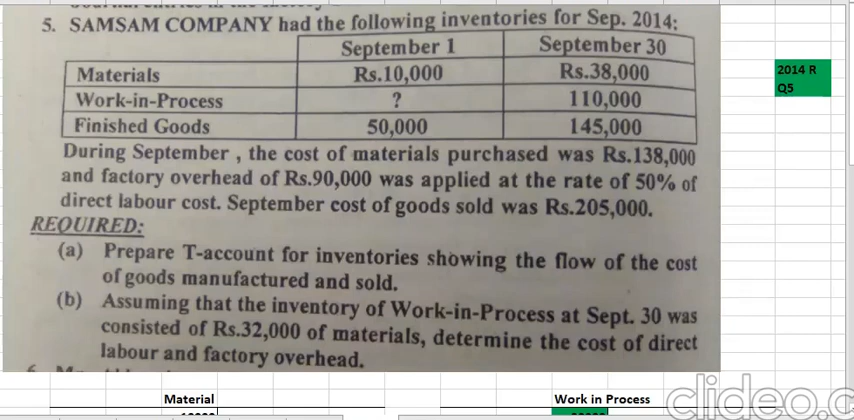 5. SAMSAM COMPANY had the following inventories for Sep. 2014:
September 1 September 30
Materials Rs.10,000 Rs.38,000
Work-in-Process ? 110,000
Finished Goods 50,000 145,000
During September , the cost of materials purchased was Rs.138,000
and factory overhead of Rs.90,000 was applied at the rate of 50% of
direct labour cost. September cost of goods sold was Rs.205,000.
REQUIRED:
(a) Prepare T-account for inventories showing the flow of the cost
of goods manufactured and sold.
(b) Assuming that the inventory of Work-in-Process at Sept. 30 was
consisted of Rs.32,000 of materials, determine the cost of direct
labour and factory overhead.
2014 R
Q5
Material Work in Process
clideo.c